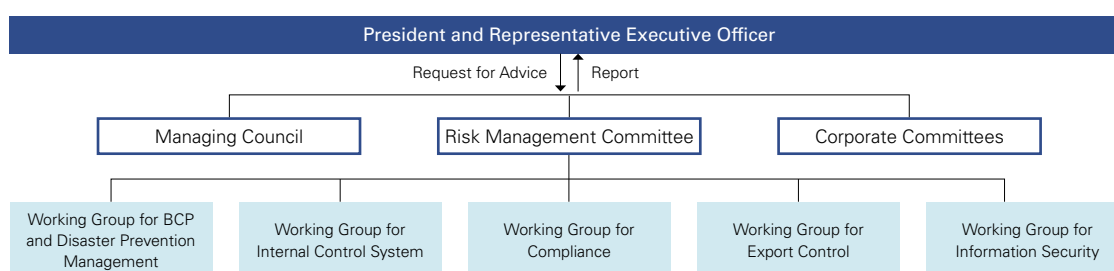 President and Representative Executive Officer
Request for Advice
Report
Managing Council
Risk Management Committee
Corporate Committees
Working Group for BCP
and Disaster Prevention
Management
Working Group for
Internal Control System
Working Group for
Compliance
Working Group for
Export Control
Working Group for
Information Security